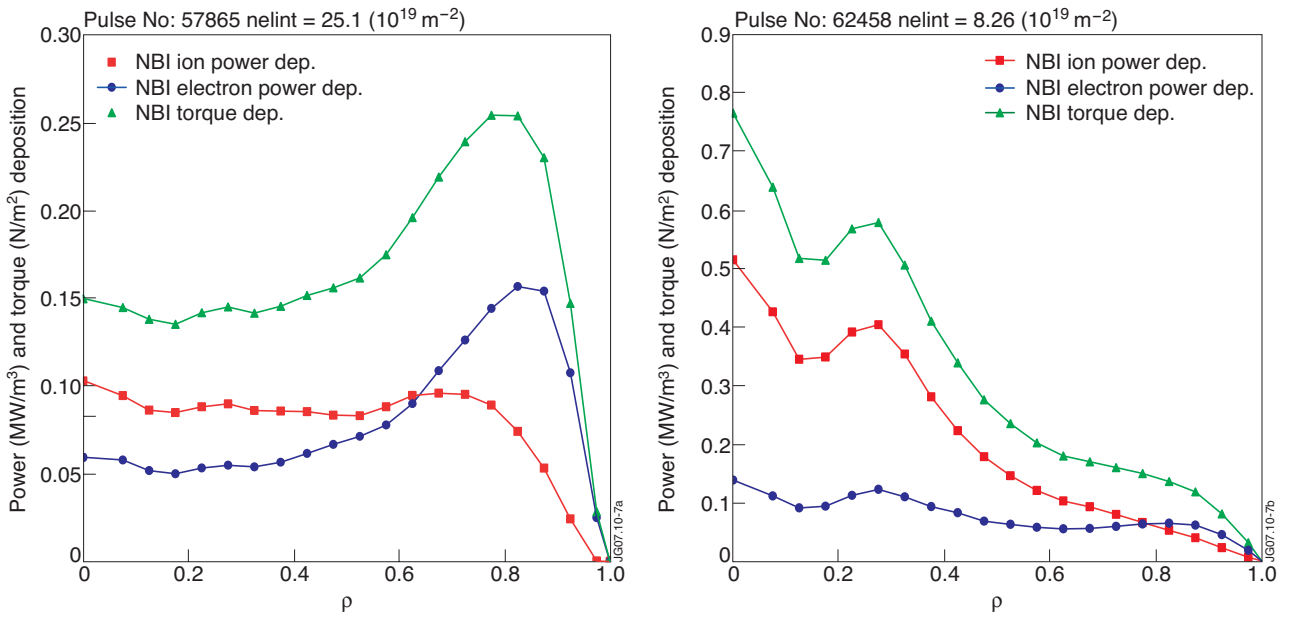 Pulse No: 57865 nelint = 25.1 (10^19 m^−2)
0.30
0.25
0.20
0.15
0.10
0.05
0
Power (MW/m³) and torque (N/m²) deposition
NBI ion power dep.
NBI electron power dep.
NBI torque dep.
0 0.2 0.4 0.6 0.8 1.0
ρ
JG07.10-7a
Pulse No: 62458 nelint = 8.26 (10^19 m^−2)
0.9
0.8
0.7
0.6
0.5
0.4
0.3
0.2
0.1
0
Power (MW/m³) and torque (N/m²) deposition
NBI ion power dep.
NBI electron power dep.
NBI torque dep.
0 0.2 0.4 0.6 0.8 1.0
ρ
JG07.10-7b